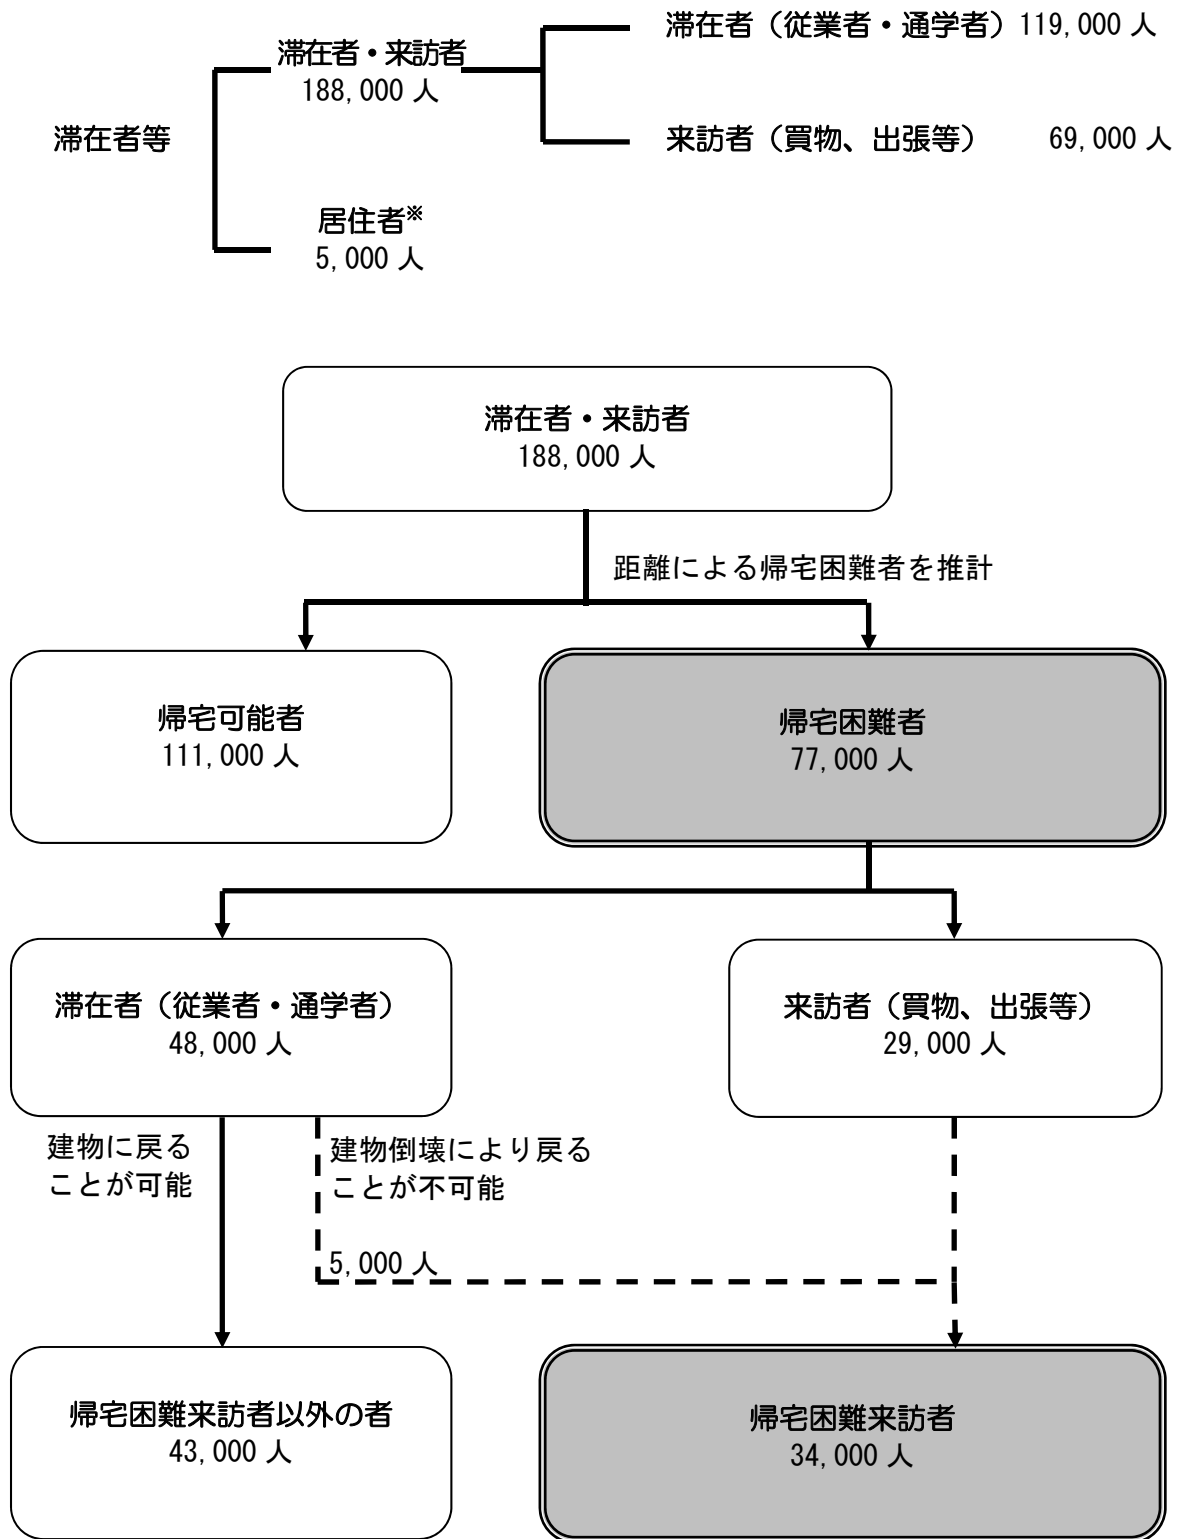 滞在者（従業者・通学者）119,000 人
滞在者・来訪者
188,000 人
滞在者等
来訪者（買物、出張等） 69,000 人
居住者※
5,000 人
滞在者・来訪者
188,000 人
距離による帰宅困難者を推計
帰宅可能者
111,000 人
帰宅困難者
77,000 人
滞在者（従業者・通学者）
48,000 人
来訪者（買物、出張等）
29,000 人
建物に戻る
ことが可能
建物倒壊により戻る
ことが不可能
5,000 人
帰宅困難来訪者以外の者
43,000 人
帰宅困難来訪者
34,000 人